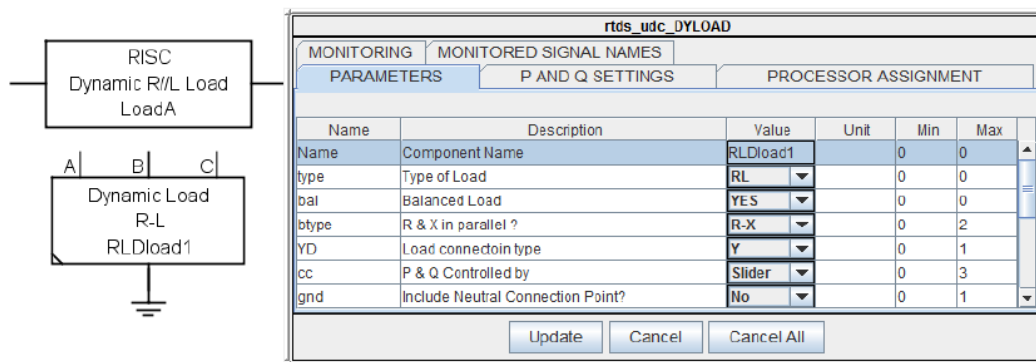 RISC
Dynamic R//L Load
LoadA
A B C
Dynamic Load
R-L
RLDload1
rtds_udc_DYLOAD
MONITORING MONITORED SIGNAL NAMES
PARAMETERS P AND Q SETTINGS PROCESSOR ASSIGNMENT
Name Description Value Unit Min Max
Name Component Name RLDload1 0 0
type Type of Load RL 0 0
bal Balanced Load YES 0 0
btype R & X in parallel ? R-X 0 2
YD Load connectoin type Y 0 1
cc P & Q Controlled by Slider 0 3
gnd Include Neutral Connection Point? No 0 1
Update Cancel Cancel All